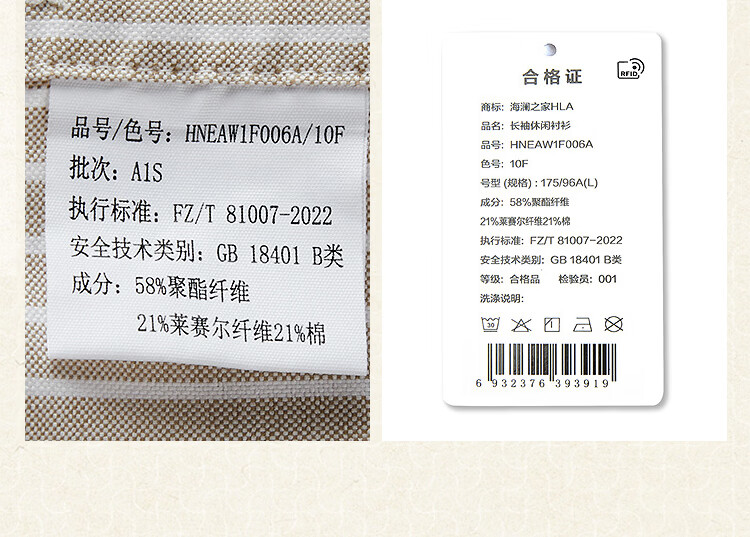 品号/色号: HNEAW1F006A/10F
批次: A1S
执行标准: FZ/T 81007-2022
安全技术类别: GB 18401 B类
成分: 58%聚酯纤维
21%莱赛尔纤维21%棉
RFID
合格证
商标: 海澜之家HLA
品名: 长袖休闲衬衫
品号: HNEAW1F006A
色号: 10F
号型 (规格) : 175/96A(L)
成分: 58%聚酯纤维
21%莱赛尔纤维21%棉
执行标准: FZ/T 81007-2022
安全技术类别: GB 18401 B类
等级: 合格品 检验员: 001
洗涤说明:
30
6 932376 393919